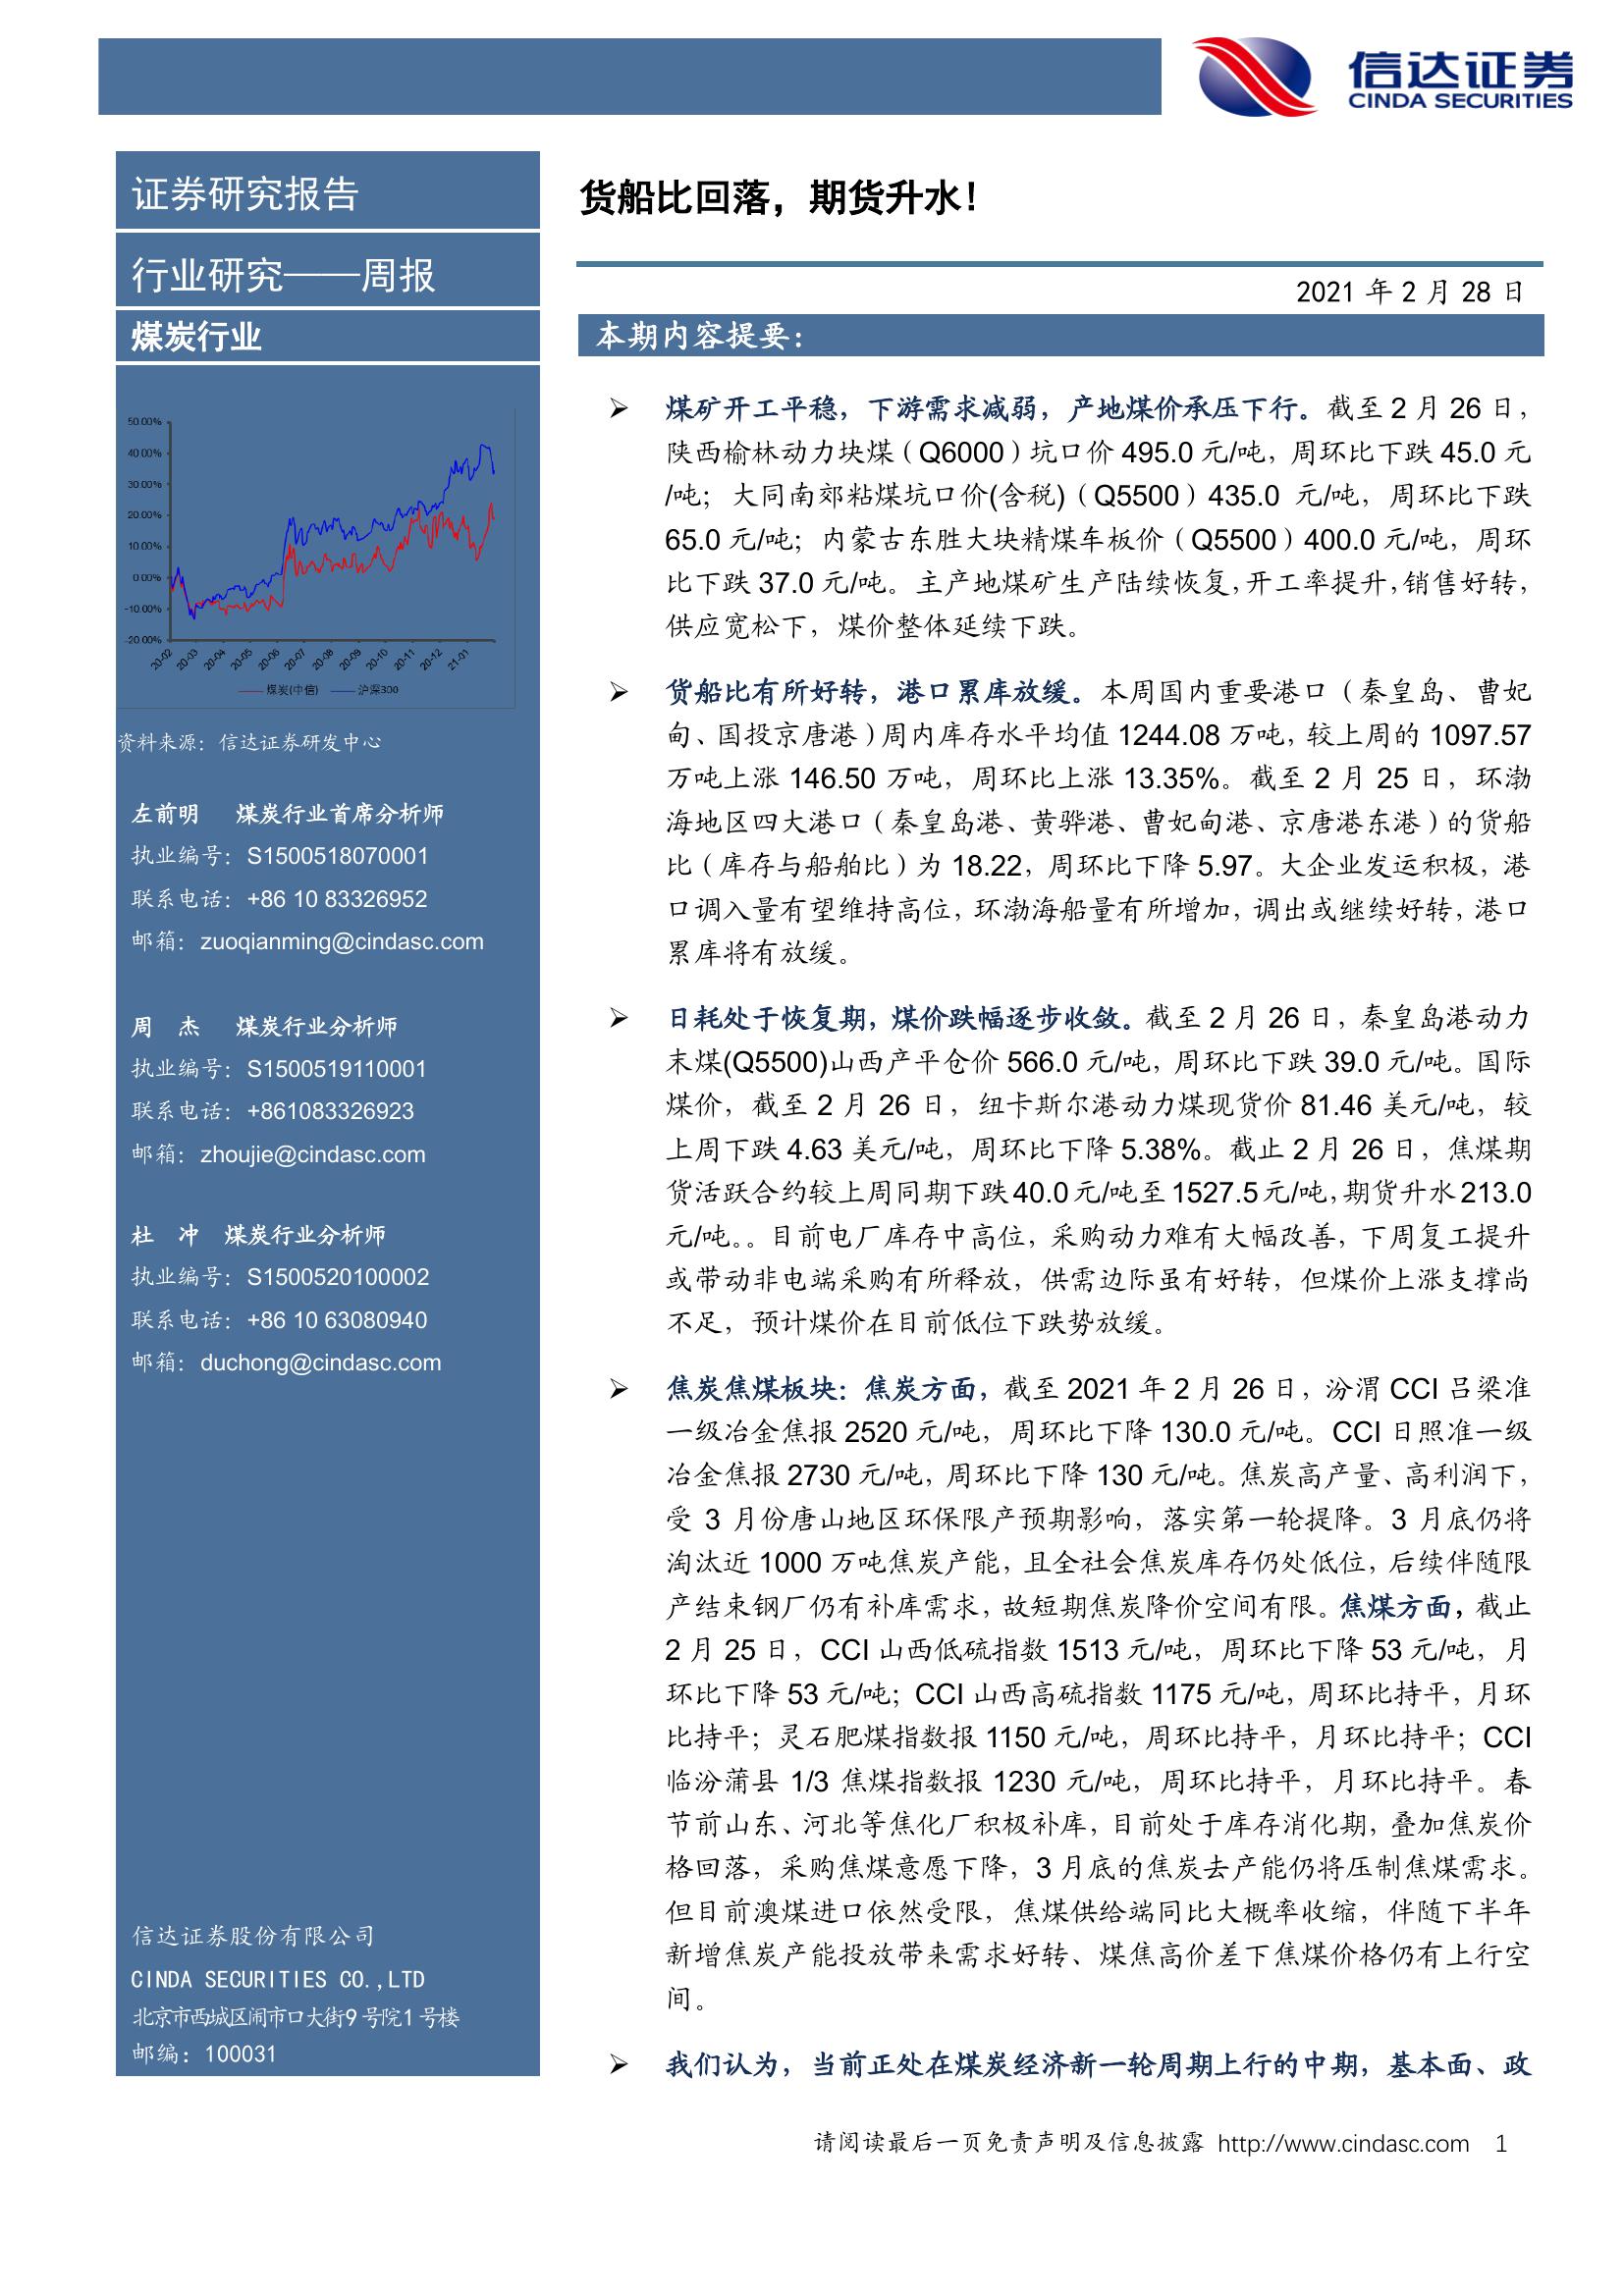 信达证券
CINDA SECURITIES
证券研究报告
行业研究——周报
煤炭行业
50.00%
40.00%
30.00%
20.00%
10.00%
0.00%
-10.00%
-20.00%
20-02
20-03
20-04
20-05
20-06
20-07
20-08
20-09
20-10
20-11
20-12
21-01
煤炭(中信)
沪深300
资料来源：信达证券研发中心
左前明 煤炭行业首席分析师
执业编号：S1500518070001
联系电话：+86 10 83326952
邮箱：zuoqianming@cindasc.com
周 杰 煤炭行业分析师
执业编号：S1500519110001
联系电话：+861083326923
邮箱：zhoujie@cindasc.com
杜 冲 煤炭行业分析师
执业编号：S1500520100002
联系电话：+86 10 63080940
邮箱：duchong@cindasc.com
信达证券股份有限公司
CINDA SECURITIES CO.,LTD
北京市西城区闹市口大街9号院1号楼
邮编：100031
货船比回落，期货升水！
2021 年 2 月 28 日
本期内容提要：
➢ 煤矿开工平稳，下游需求减弱，产地煤价承压下行。截至 2 月 26 日，
陕西榆林动力块煤（Q6000）坑口价 495.0 元/吨，周环比下跌 45.0 元
/吨；大同南郊粘煤坑口价(含税)（Q5500）435.0 元/吨，周环比下跌
65.0 元/吨；内蒙古东胜大块精煤车板价（Q5500）400.0 元/吨，周环
比下跌 37.0 元/吨。主产地煤矿生产陆续恢复，开工率提升，销售好转，
供应宽松下，煤价整体延续下跌。
➢ 货船比有所好转，港口累库放缓。本周国内重要港口（秦皇岛、曹妃
甸、国投京唐港）周内库存水平均值 1244.08 万吨，较上周的 1097.57
万吨上涨 146.50 万吨，周环比上涨 13.35%。截至 2 月 25 日，环渤
海地区四大港口（秦皇岛港、黄骅港、曹妃甸港、京唐港东港）的货船
比（库存与船舶比）为 18.22，周环比下降 5.97。大企业发运积极，港
口调入量有望维持高位，环渤海船量有所增加，调出或继续好转，港口
累库将有放缓。
➢ 日耗处于恢复期，煤价跌幅逐步收敛。截至 2 月 26 日，秦皇岛港动力
末煤(Q5500)山西产平仓价 566.0 元/吨，周环比下跌 39.0 元/吨。国际
煤价，截至 2 月 26 日，纽卡斯尔港动力煤现货价 81.46 美元/吨，较
上周下跌 4.63 美元/吨，周环比下降 5.38%。截止 2 月 26 日，焦煤期
货活跃合约较上周同期下跌 40.0 元/吨至 1527.5 元/吨，期货升水 213.0
元/吨。。目前电厂库存中高位，采购动力难有大幅改善，下周复工提升
或带动非电端采购有所释放，供需边际虽有好转，但煤价上涨支撑尚
不足，预计煤价在目前低位下跌势放缓。
➢ 焦炭焦煤板块：焦炭方面，截至 2021 年 2 月 26 日，汾渭 CCI 吕梁准
一级冶金焦报 2520 元/吨，周环比下降 130.0 元/吨。CCI 日照准一级
冶金焦报 2730 元/吨，周环比下降 130 元/吨。焦炭高产量、高利润下，
受 3 月份唐山地区环保限产预期影响，落实第一轮提降。3 月底仍将
淘汰近 1000 万吨焦炭产能，且全社会焦炭库存仍处低位，后续伴随限
产结束钢厂仍有补库需求，故短期焦炭降价空间有限。焦煤方面，截止
2 月 25 日，CCI 山西低硫指数 1513 元/吨，周环比下降 53 元/吨，月
环比下降 53 元/吨；CCI 山西高硫指数 1175 元/吨，周环比持平，月环
比持平；灵石肥煤指数报 1150 元/吨，周环比持平，月环比持平；CCI
临汾蒲县 1/3 焦煤指数报 1230 元/吨，周环比持平，月环比持平。春
节前山东、河北等焦化厂积极补库，目前处于库存消化期，叠加焦炭价
格回落，采购焦煤意愿下降，3 月底的焦炭去产能仍将压制焦煤需求。
但目前澳煤进口依然受限，焦煤供给端同比大概率收缩，伴随下半年
新增焦炭产能投放带来需求好转、煤焦高价差下焦煤价格仍有上行空
间。
➢ 我们认为，当前正处在煤炭经济新一轮周期上行的中期，基本面、政
请阅读最后一页免责声明及信息披露 http://www.cindasc.com 1